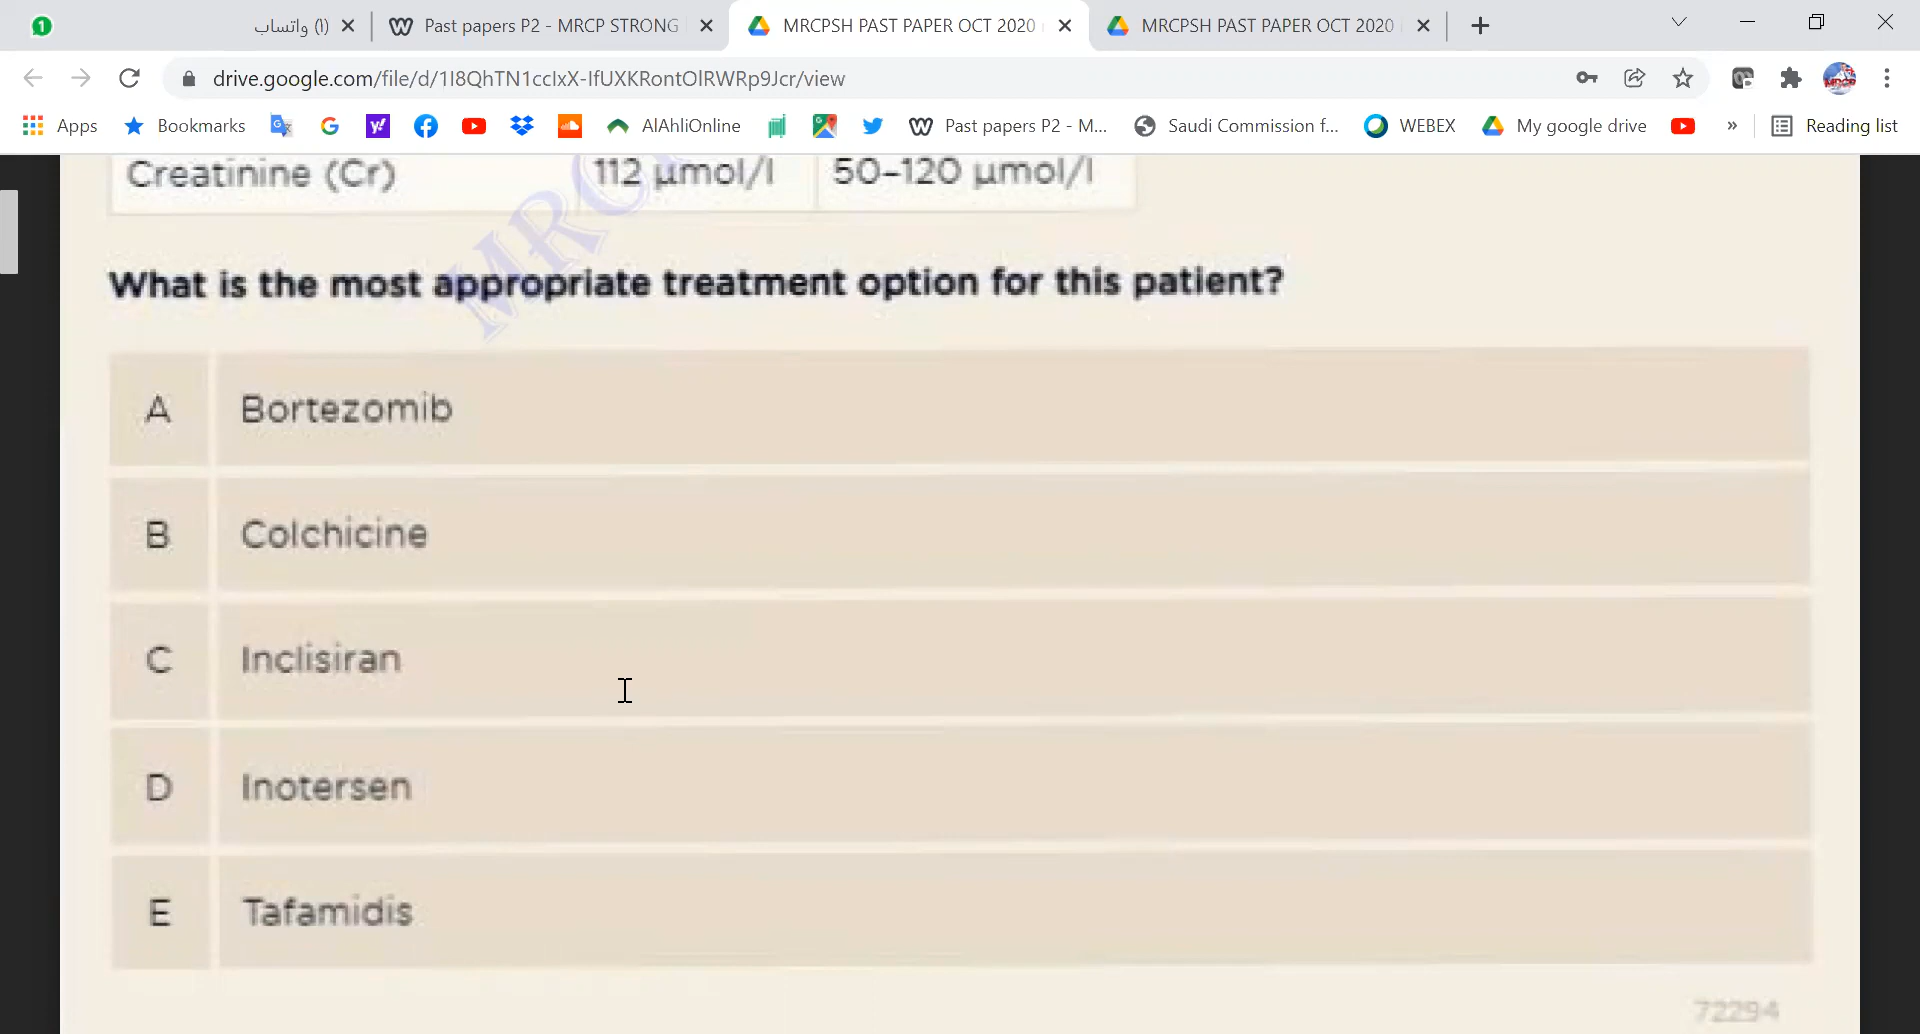 1
واتساب (1)
Past papers P2 - MRCP STRONG
MRCPSH PAST PAPER OCT 2020
MRCPSH PAST PAPER OCT 2020
drive.google.com/file/d/1I8QhTN1ccIxX-IfUXKRontOlRWRp9Jcr/view
Apps
Bookmarks
AlAhliOnline
Past papers P2 - M...
Saudi Commission f...
WEBEX
My google drive
Reading list
Creatinine (Cr) 112 µmol/l 50–120 µmol/l
MRC
What is the most appropriate treatment option for this patient?
A Bortezomib
B Colchicine
C Inclisiran
D Inotersen
E Tafamidis
72294